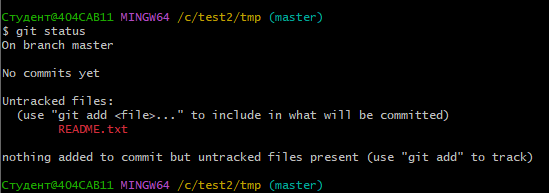 Студент@404CAB11 MINGW64 /c/test2/tmp (master)
$ git status
On branch master
No commits yet
Untracked files:
(use "git add <file>..." to include in what will be committed)
README.txt
nothing added to commit but untracked files present (use "git add" to track)
Студент@404CAB11 MINGW64 /c/test2/tmp (master)